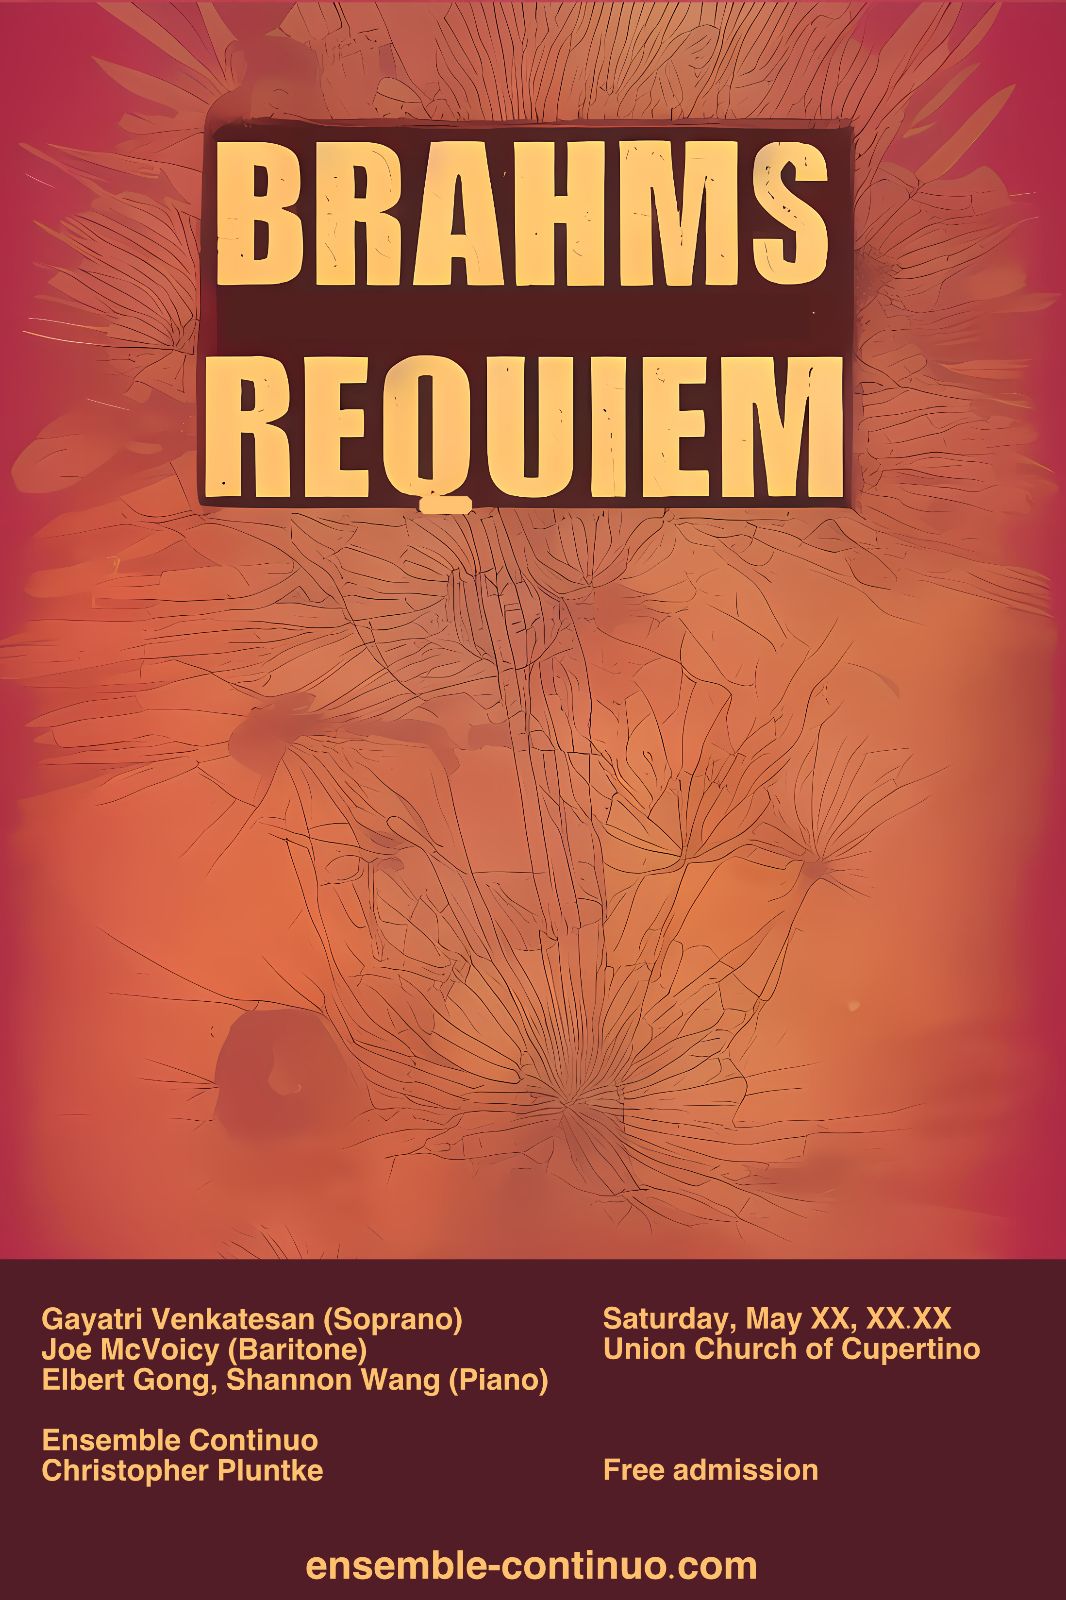 BRAHMS
REQUIEM
Gayatri Venkatesan (Soprano)
Joe McVoicy (Baritone)
Elbert Gong, Shannon Wang (Piano)
Ensemble Continuo
Christopher Pluntke
Saturday, May XX, XX.XX
Union Church of Cupertino
Free admission
ensemble-continuo.com